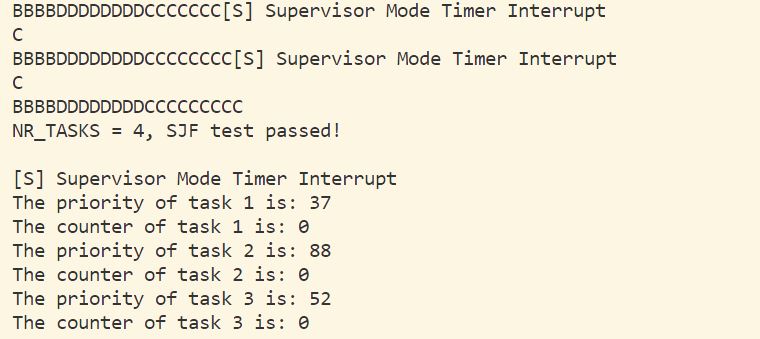 BBBBDDDDDDDDCCCCCCC[S] Supervisor Mode Timer Interrupt
C
BBBBDDDDDDDDCCCCCCCC[S] Supervisor Mode Timer Interrupt
C
BBBBDDDDDDDDCCCCCCCCC
NR_TASKS = 4, SJF test passed!
[S] Supervisor Mode Timer Interrupt
The priority of task 1 is: 37
The counter of task 1 is: 0
The priority of task 2 is: 88
The counter of task 2 is: 0
The priority of task 3 is: 52
The counter of task 3 is: 0